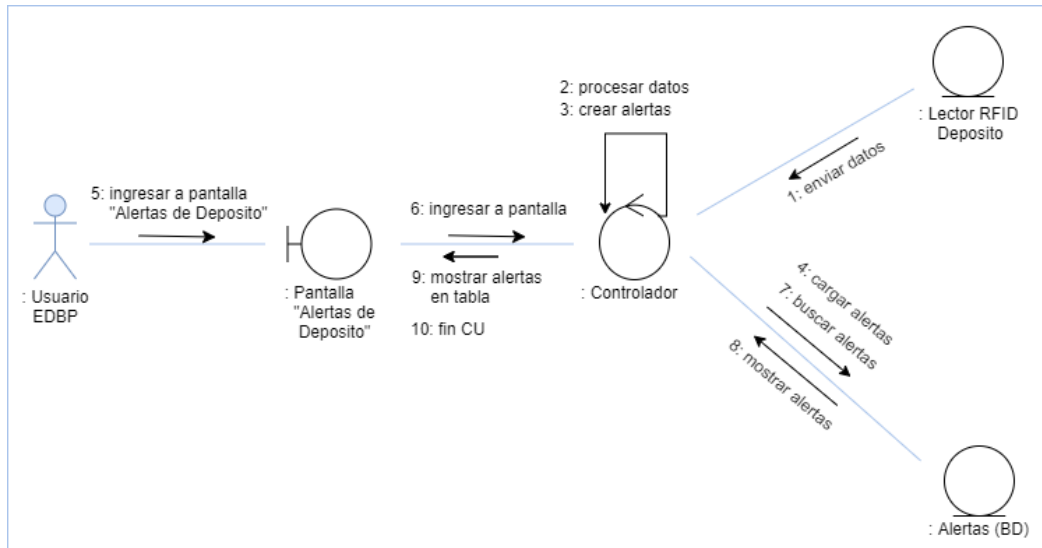 2: procesar datos
3: crear alertas
: Lector RFID
Deposito
1: enviar datos
5: ingresar a pantalla
"Alertas de Deposito"
6: ingresar a pantalla
9: mostrar alertas
en tabla
10: fin CU
: Usuario
EDBP
: Pantalla
"Alertas de
Deposito"
: Controlador
4: cargar alertas
7: buscar alertas
8: mostrar alertas
: Alertas (BD)